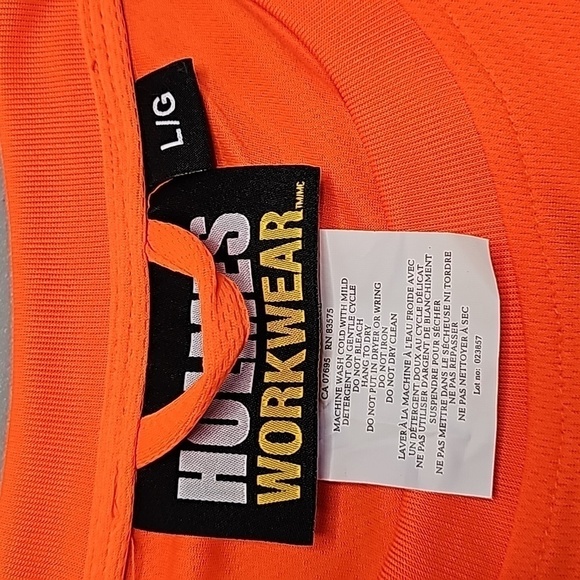 L/G
HOLMES
WORKWEAR TM/MC
CA 07695 RN 83575
MACHINE WASH COLD WITH MILD
DETERGENT ON GENTLE CYCLE
DO NOT BLEACH
HANG TO DRY
DO NOT PUT IN DRYER OR WRING
DO NOT IRON
DO NOT DRY CLEAN
LAVER À LA MACHINE À L'EAU FROIDE AVEC
UN DÉTERGENT DOUX AU CYCLE DÉLICAT
NE PAS UTILISER D'ARGENT DE BLANCHIMENT
SUSPENDRE POUR SÉCHER
NE PAS METTRE DANS LE SÉCHEUSE NI TORDRE
NE PAS REPASSER
NE PAS NETTOYER À SEC
Lot no: 023857